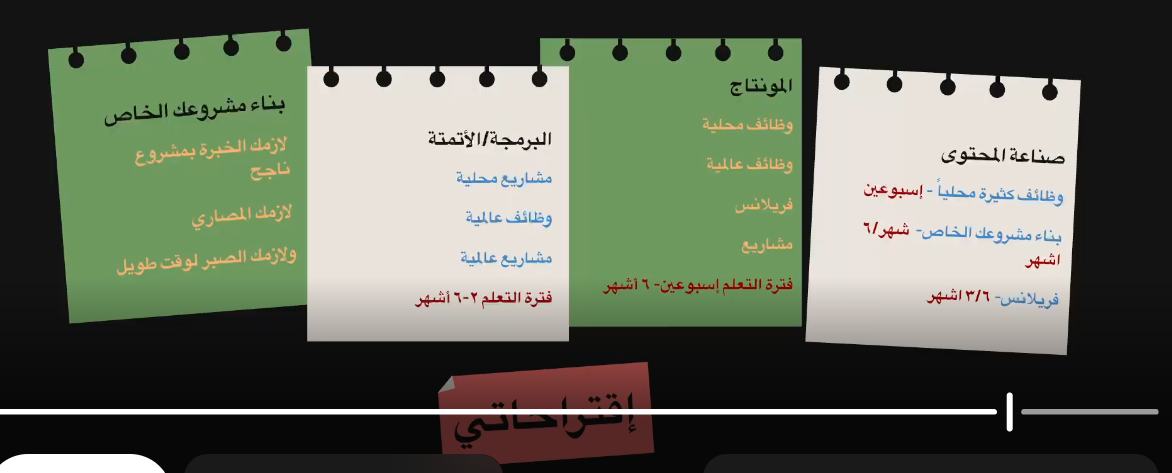 صناعة المحتوى
وظائف كثيرة محلياً - إسبوعين
بناء مشروعك الخاص- شهر/٦
اشهر
فريلانس- ٣/٦ اشهر
المونتاج
وظائف محلية
وظائف عالمية
فريلانس
مشاريع
فترة التعلم إسبوعين- ٦ أشهر
البرمجة/الأتمتة
مشاريع محلية
وظائف عالمية
مشاريع عالمية
فترة التعلم ٢-٦ أشهر
بناء مشروعك الخاص
لازمك الخبرة بمشروع
ناجح
لازمك المصاري
ولازمك الصبر لوقت طويل
إقتراحاتي